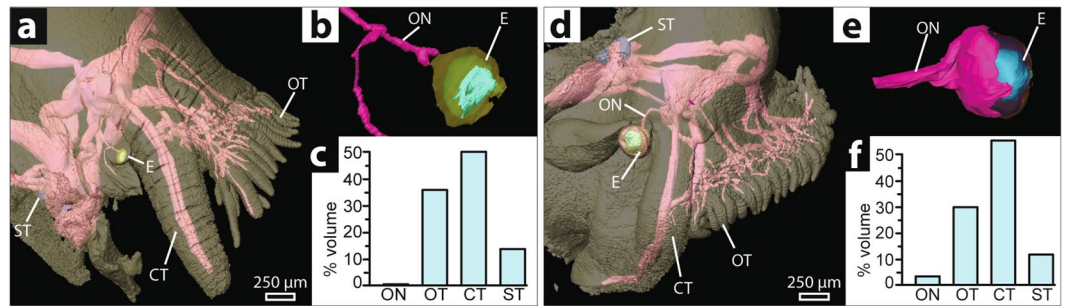 a
OT
E
ST
CT
250 µm
b
ON
E
c
% volume
50
40
30
20
10
0
ON OT CT ST
d
ST
ON
E
OT
CT
250 µm
e
ON
E
f
% volume
50
40
30
20
10
0
ON OT CT ST